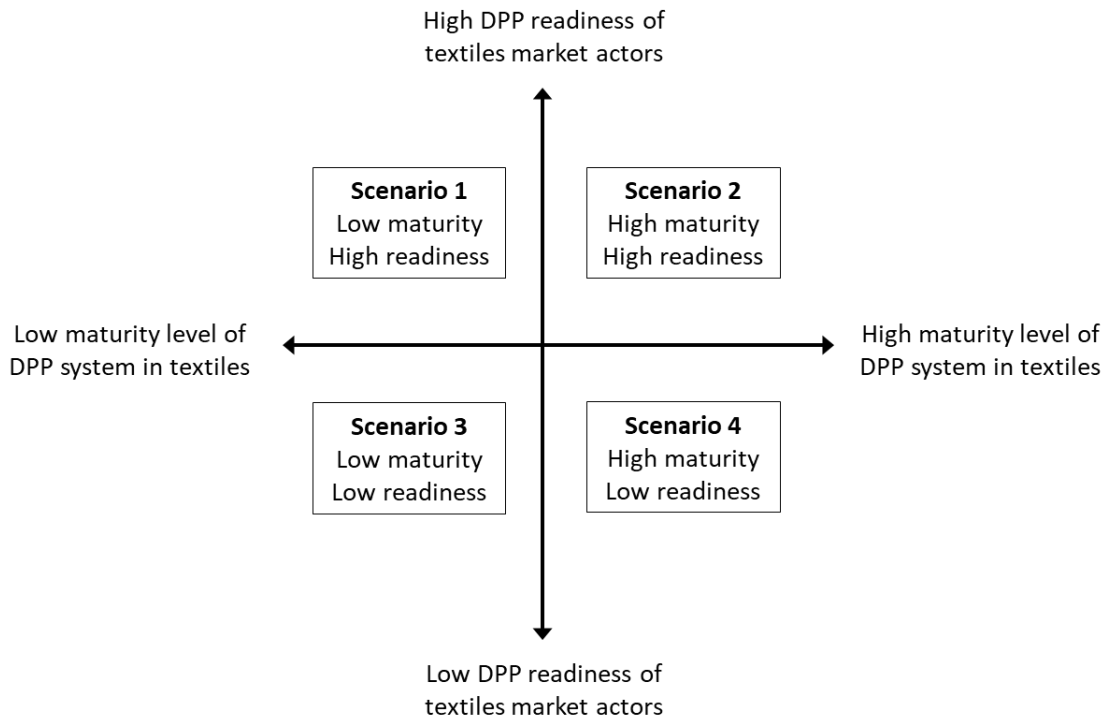 High DPP readiness of
textiles market actors
Scenario 1
Low maturity
High readiness
Scenario 2
High maturity
High readiness
Low maturity level of
DPP system in textiles
High maturity level of
DPP system in textiles
Scenario 3
Low maturity
Low readiness
Scenario 4
High maturity
Low readiness
Low DPP readiness of
textiles market actors